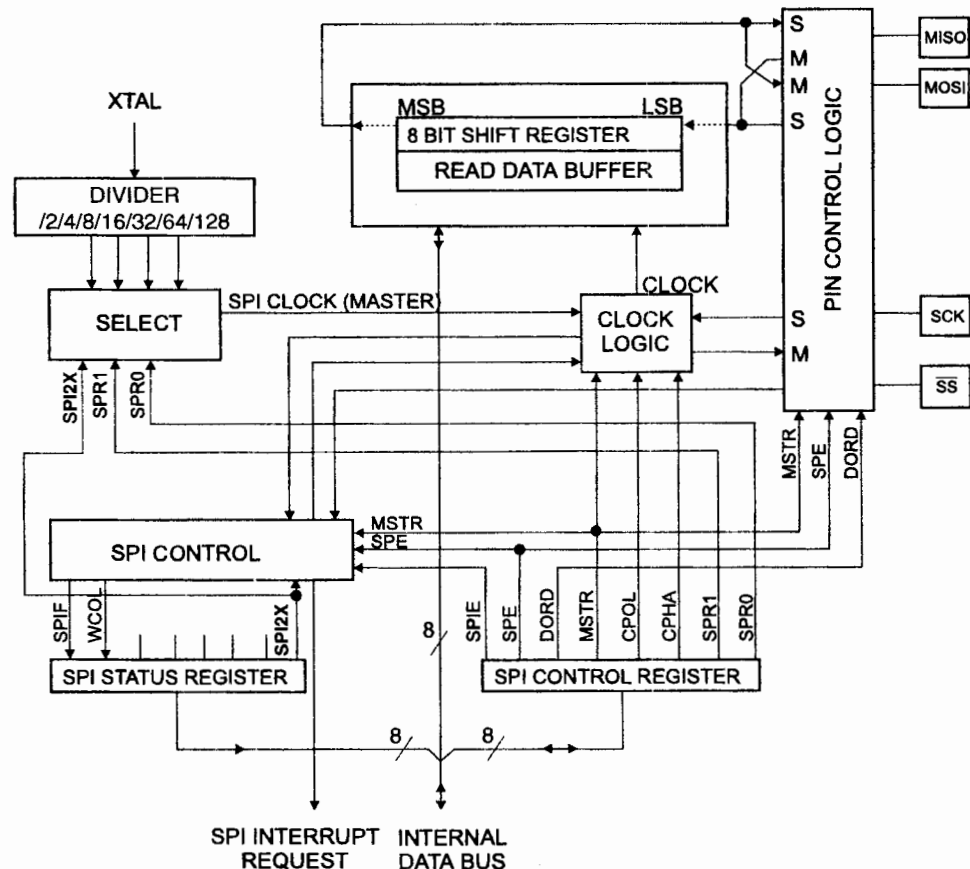 S
MISO
M
M
MOSI
S
XTAL
MSB
LSB
8 BIT SHIFT REGISTER
READ DATA BUFFER
DIVIDER
/2/4/8/16/32/64/128
PIN CONTROL LOGIC
SPI CLOCK (MASTER)
CLOCK
SELECT
CLOCK
LOGIC
S
M
SCK
SS
SPI2X
SPR1
SPR0
MSTR
SPE
DORD
SPI CONTROL
MSTR
SPE
SPIF
WCOL
SPI2X
8
SPIE
SPE
DORD
MSTR
CPOL
CPHA
SPR1
SPR0
SPI STATUS REGISTER
SPI CONTROL REGISTER
8
8
SPI INTERRUPT
REQUEST
INTERNAL
DATA BUS